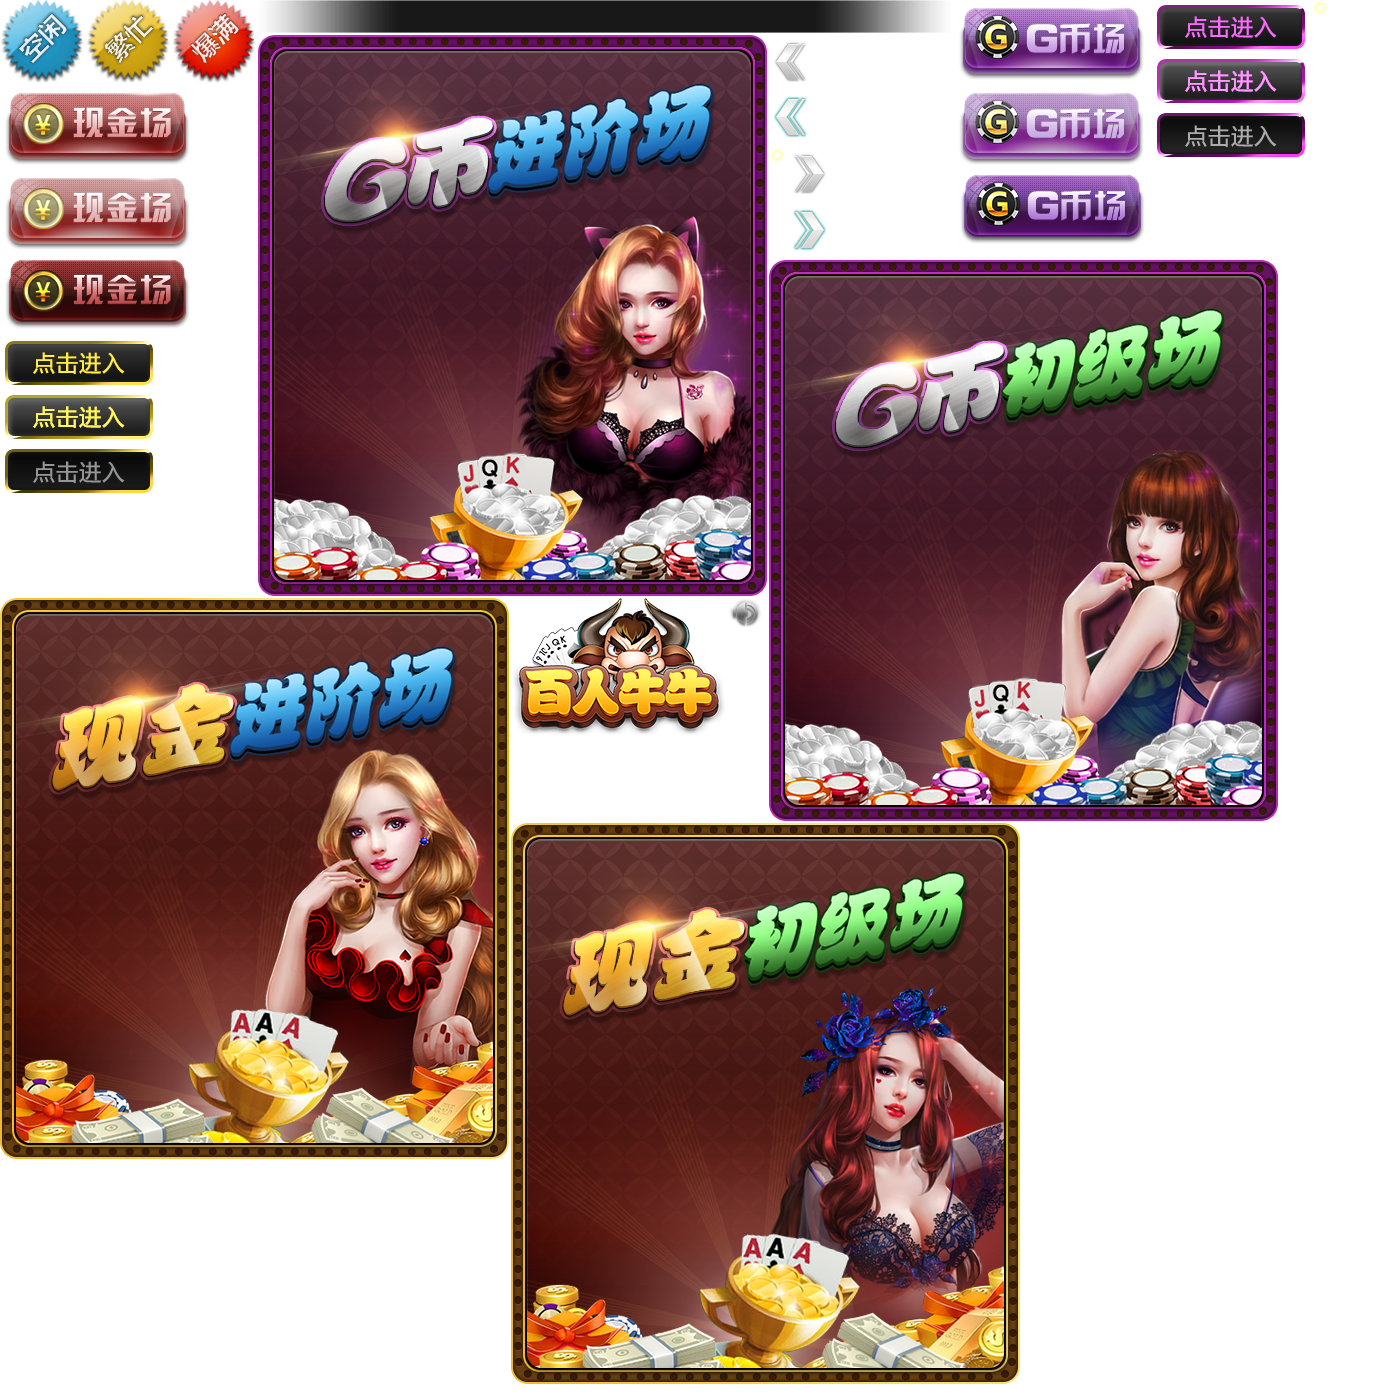 空闲
繁忙
爆满
¥ 现金场
¥ 现金场
¥ 现金场
点击进入
点击进入
点击进入
G币进阶场
J Q K
G G币场
G G币场
G G币场
点击进入
点击进入
点击进入
G币初级场
J Q K
现金进阶场
A A A
百人牛牛
现金初级场
A A A